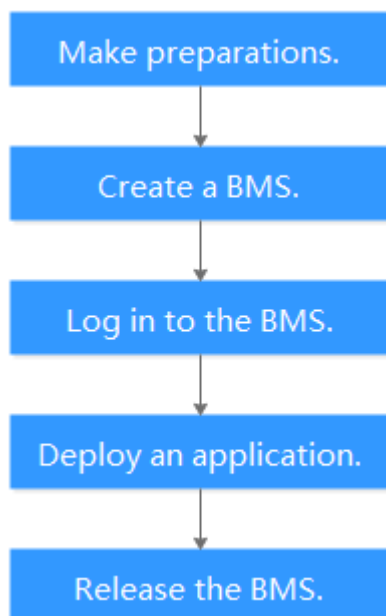 Make preparations.
Create a BMS.
Log in to the BMS.
Deploy an application.
Release the BMS.